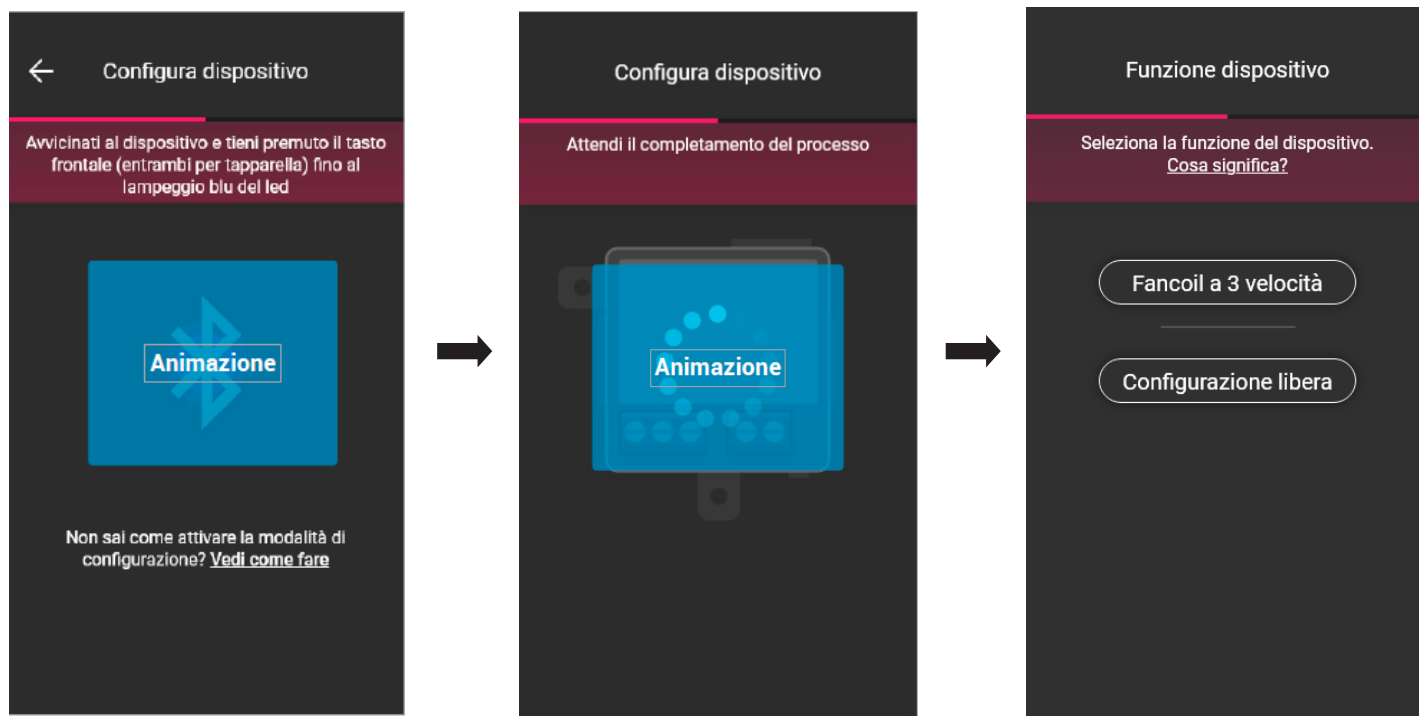 Configura dispositivo
Avvicinati al dispositivo e tieni premuto il tasto
frontale (entrambi per tapparella) fino al
lampeggio blu del led
Animazione
Non sai come attivare la modalità di
configurazione? Vedi come fare
Configura dispositivo
Attendi il completamento del processo
Animazione
Funzione dispositivo
Seleziona la funzione del dispositivo.
Cosa significa?
Fancoil a 3 velocità
Configurazione libera